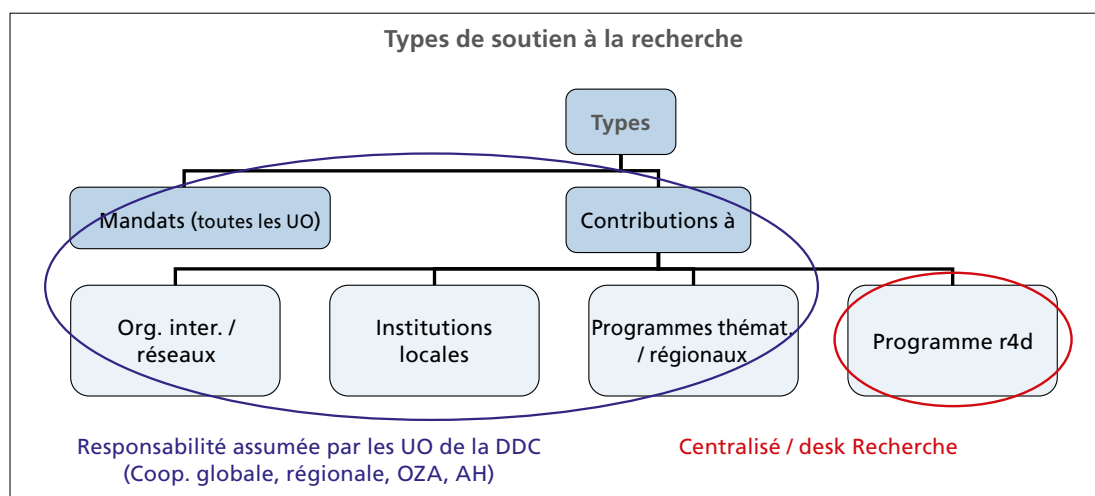 Types de soutien à la recherche
Types
Mandats (toutes les UO)
Contributions à
Org. inter. /
réseaux
Institutions
locales
Programmes thémat.
/ régionaux
Programme r4d
Responsabilité assumée par les UO de la DDC
(Coop. globale, régionale, OZA, AH)
Centralisé / desk Recherche